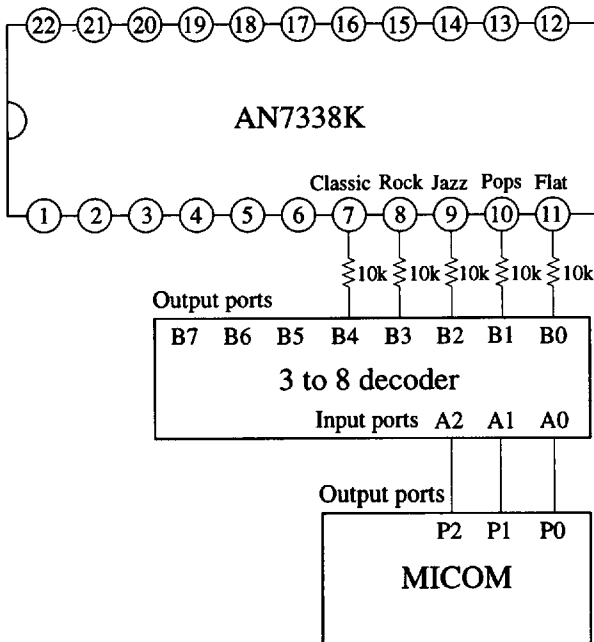 22 21 20 19 18 17 16 15 14 13 12
AN7338K
Classic Rock Jazz Pops Flat
1 2 3 4 5 6 7 8 9 10 11
10k 10k 10k 10k 10k
Output ports
B7 B6 B5 B4 B3 B2 B1 B0
3 to 8 decoder
Input ports A2 A1 A0
Output ports
P2 P1 P0
MICOM